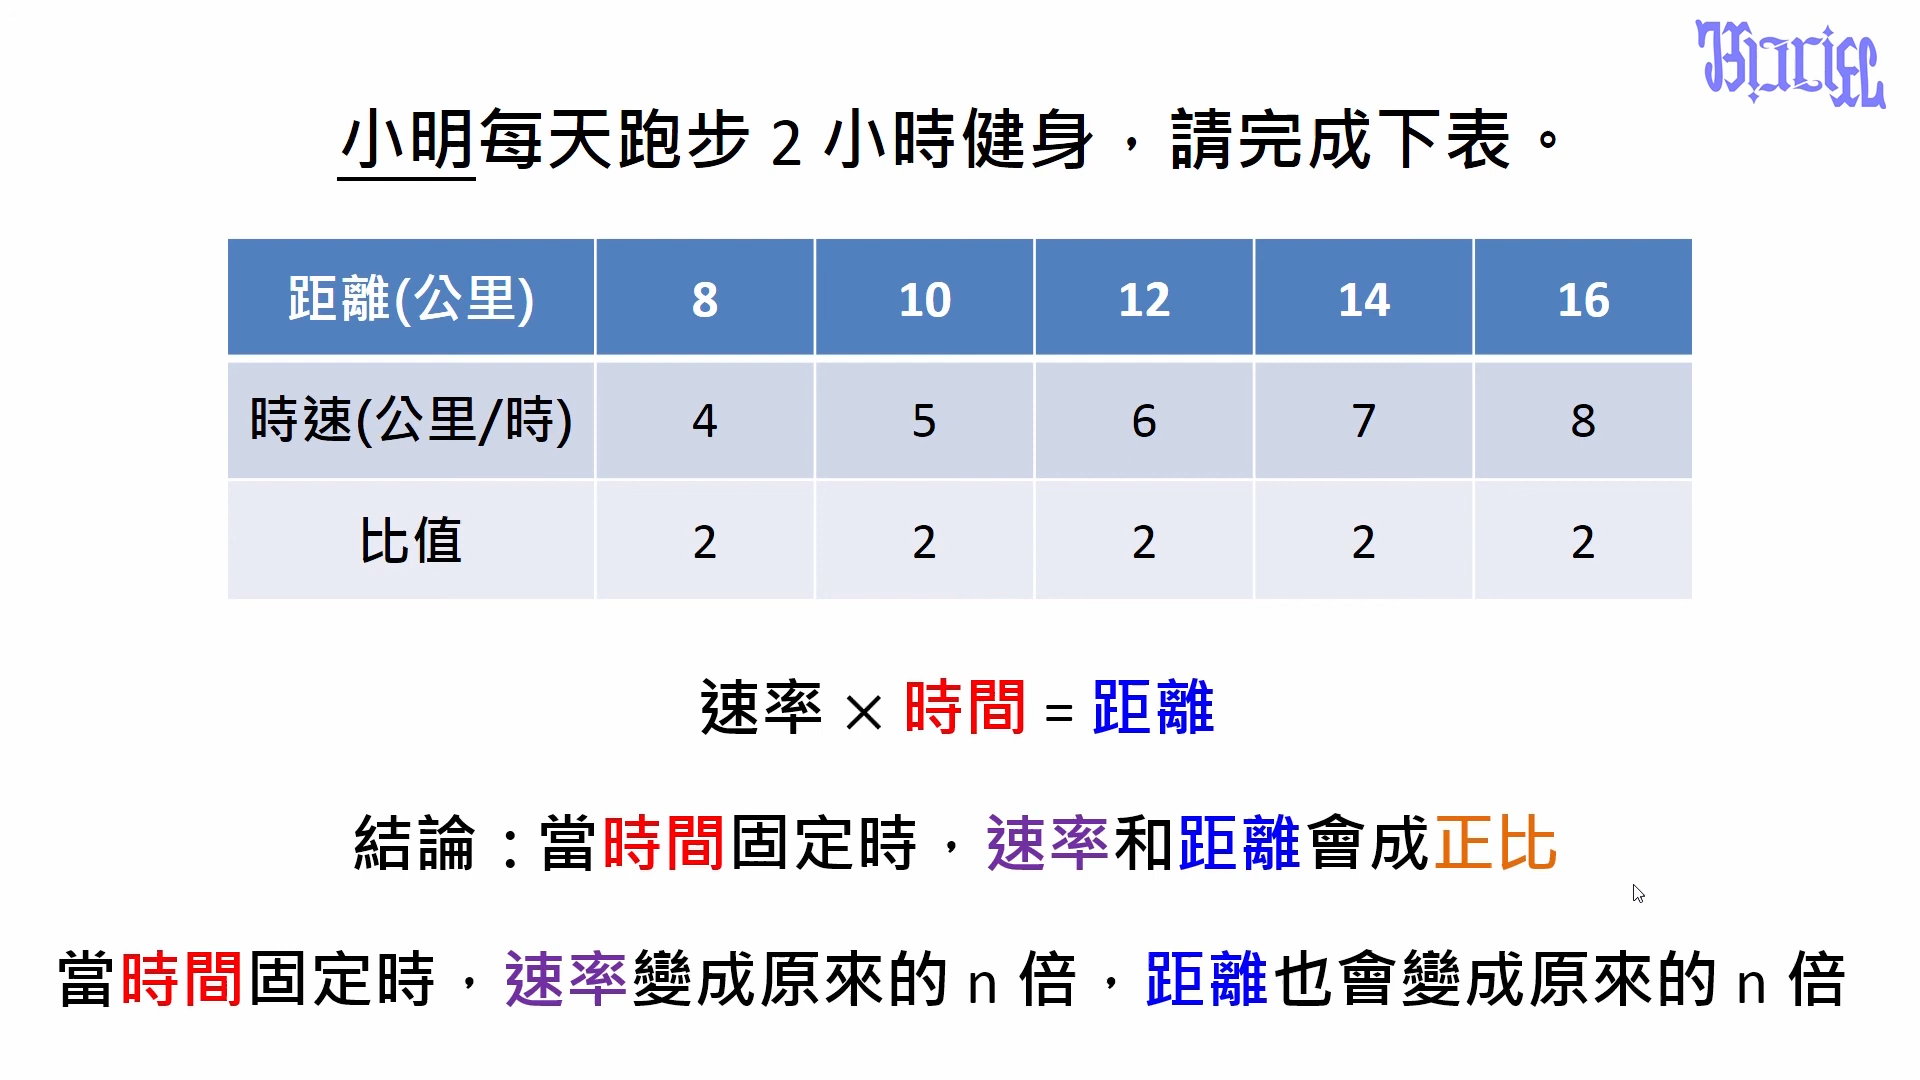 小明每天跑步 2 小時健身，請完成下表。
距離(公里) 8 10 12 14 16
時速(公里/時) 4 5 6 7 8
比值 2 2 2 2 2
速率 × 時間 = 距離
結論：當時間固定時，速率和距離會成正比
當時間固定時，速率變成原來的 n 倍，距離也會變成原來的 n 倍